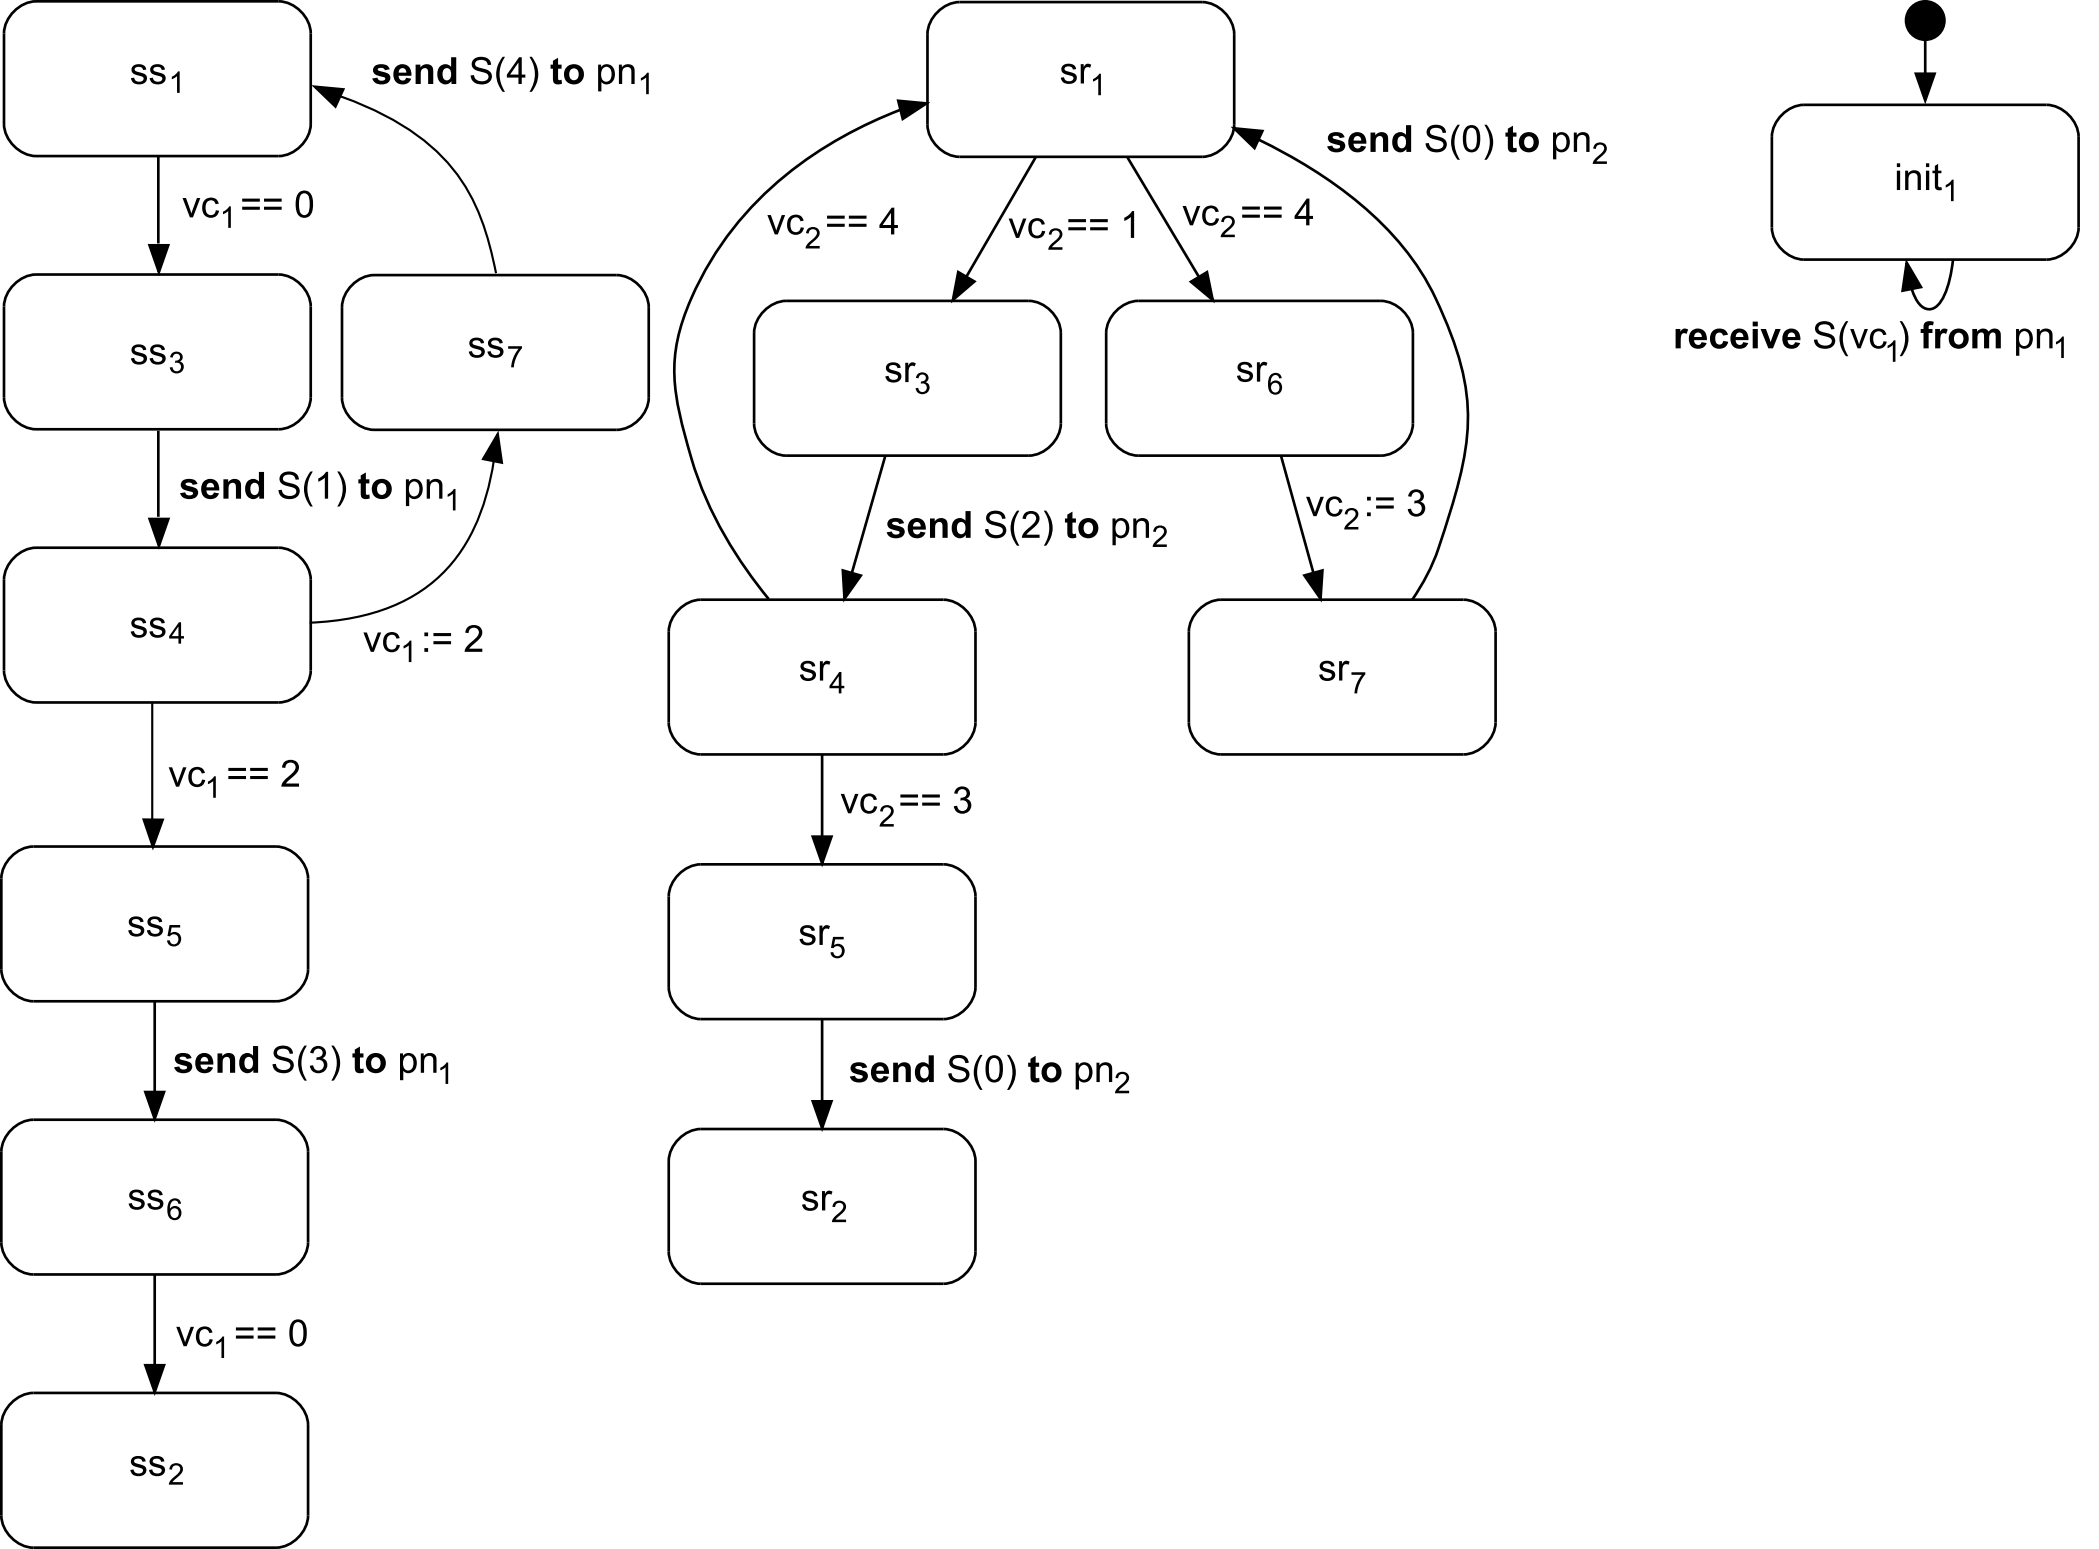 ss1
send S(4) to pn1
vc1 == 0
ss3
ss7
send S(1) to pn1
ss4
vc1 := 2
vc1 == 2
ss5
send S(3) to pn1
ss6
vc1 == 0
ss2
sr1
send S(0) to pn2
vc2 == 4
vc2 == 1
vc2 == 4
sr3
sr6
vc2 := 3
send S(2) to pn2
sr4
sr7
vc2 == 3
sr5
send S(0) to pn2
sr2
init1
receive S(vc1) from pn1